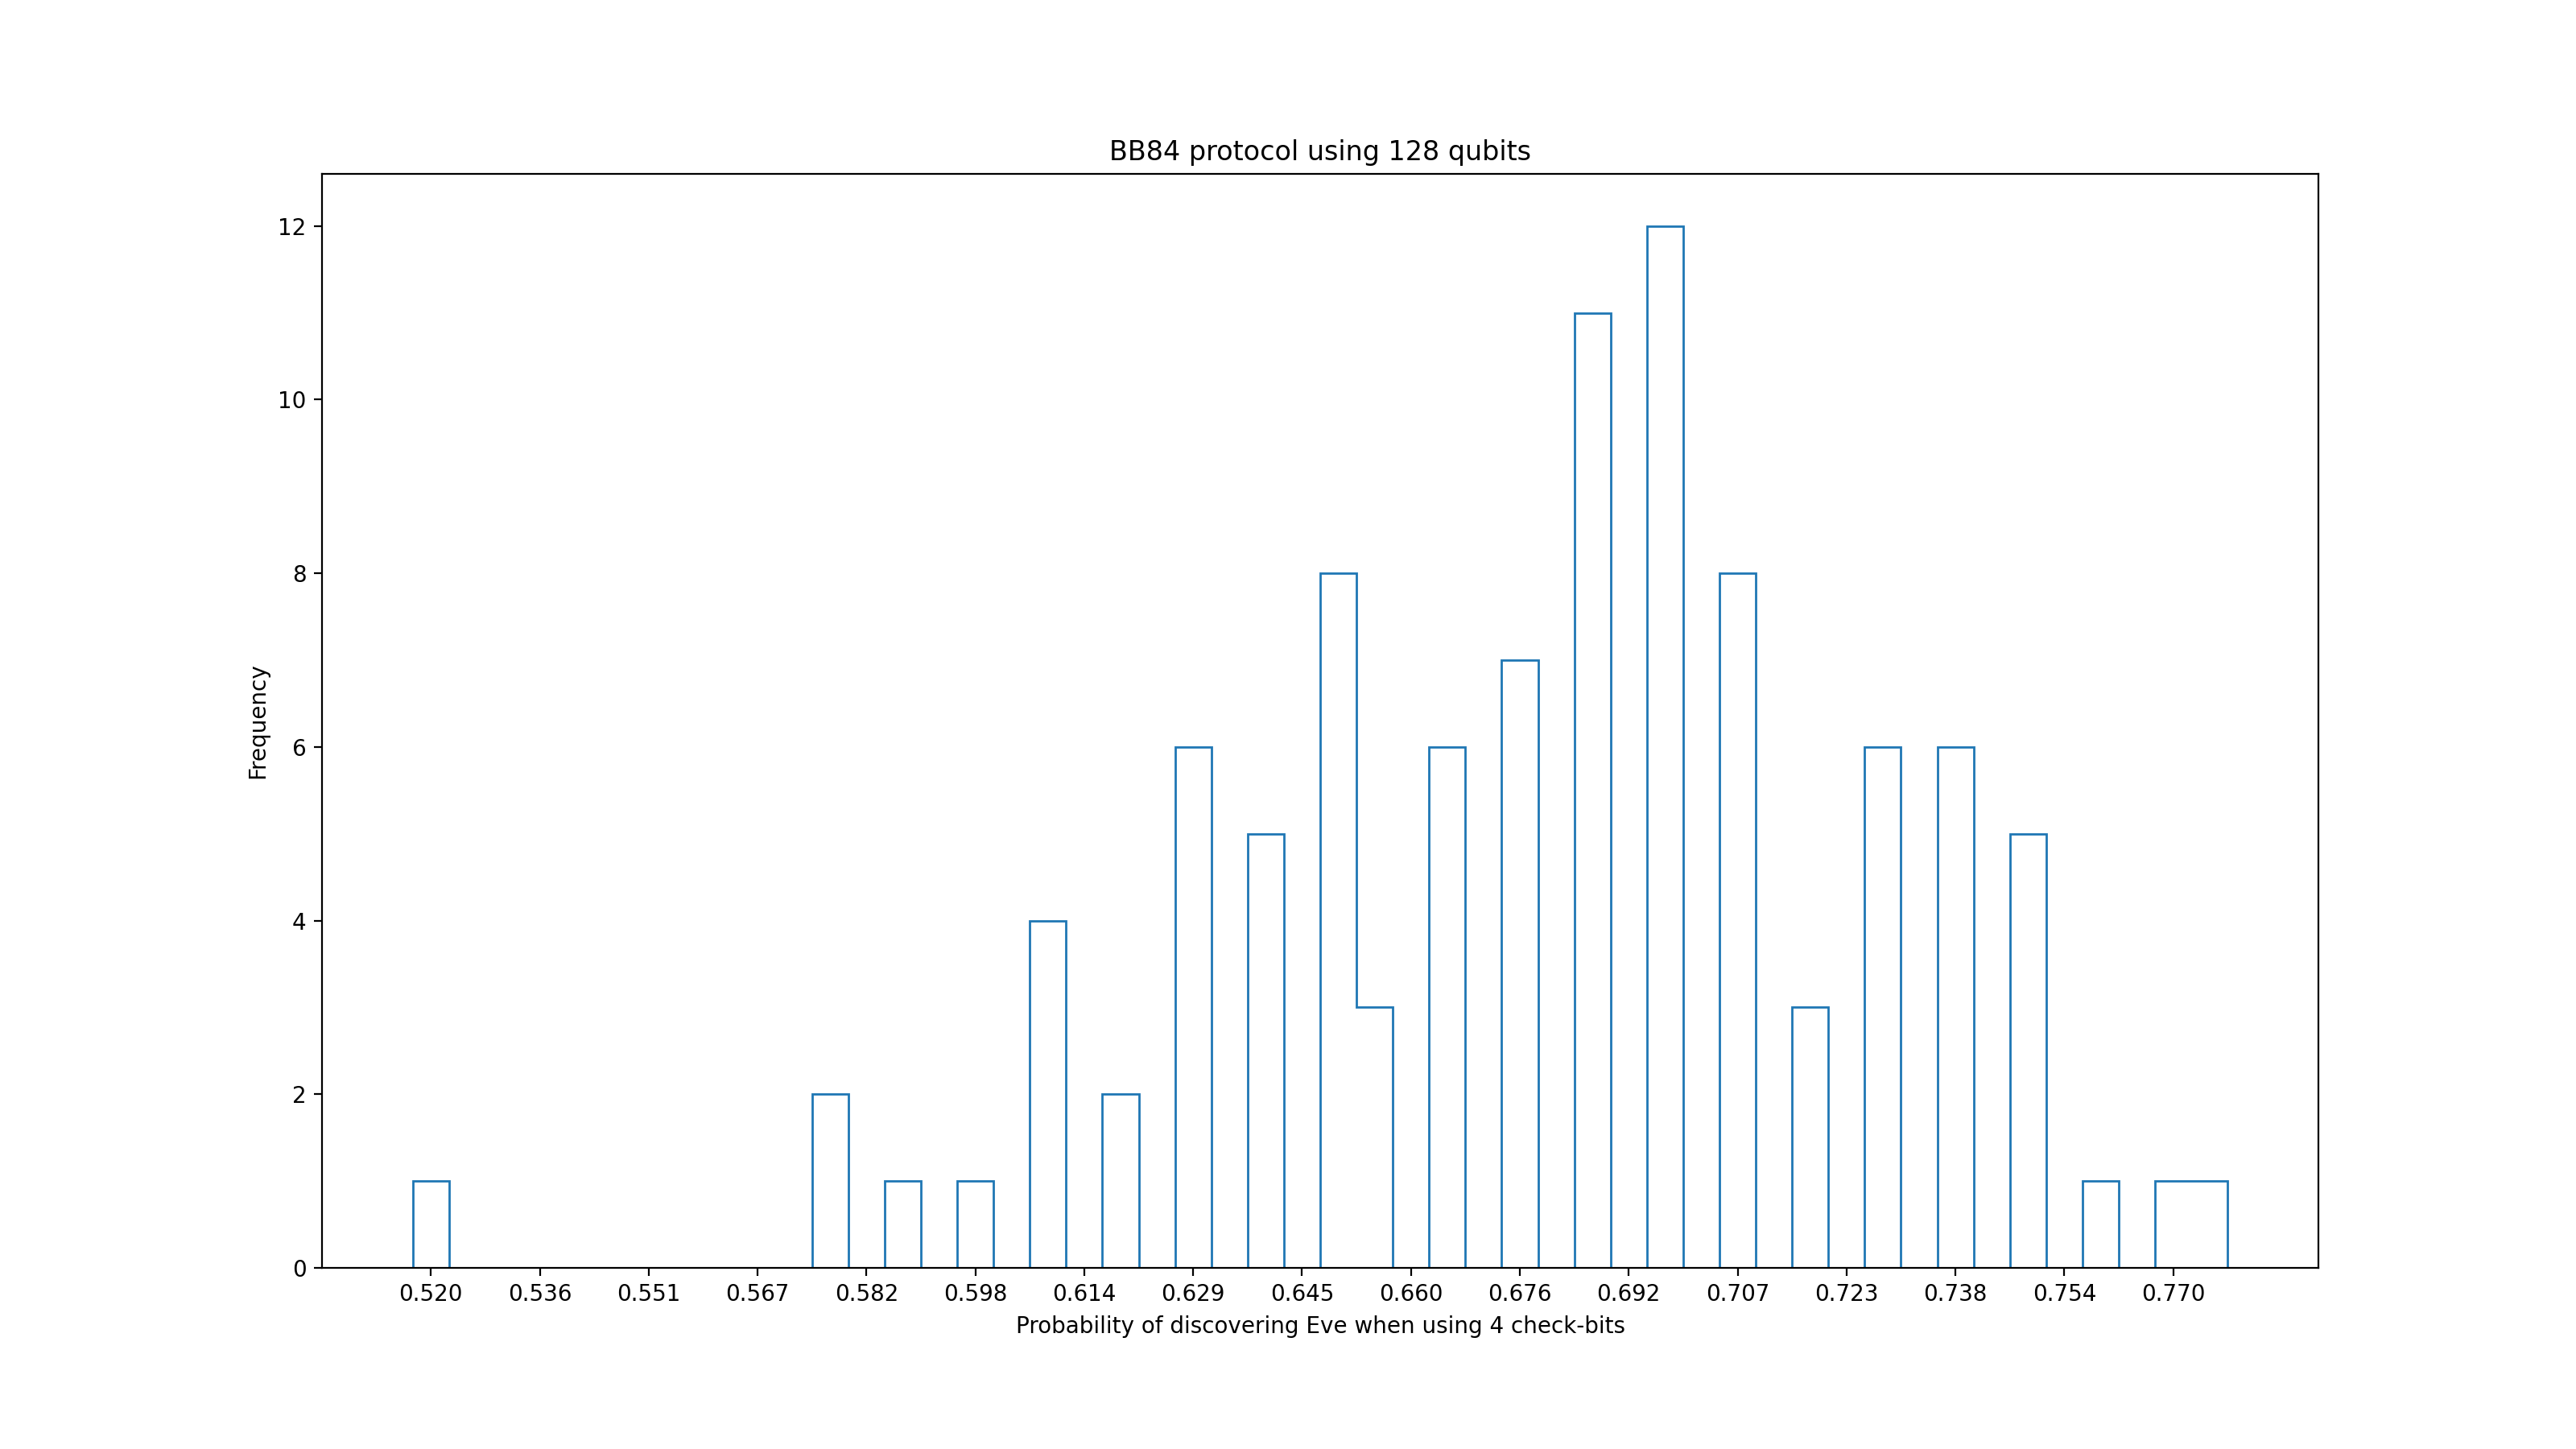 BB84 protocol using 128 qubits
12
10
8
6
4
2
0
Frequency
0.520 0.536 0.551 0.567 0.582 0.598 0.614 0.629 0.645 0.660 0.676 0.692 0.707 0.723 0.738 0.754 0.770
Probability of discovering Eve when using 4 check-bits